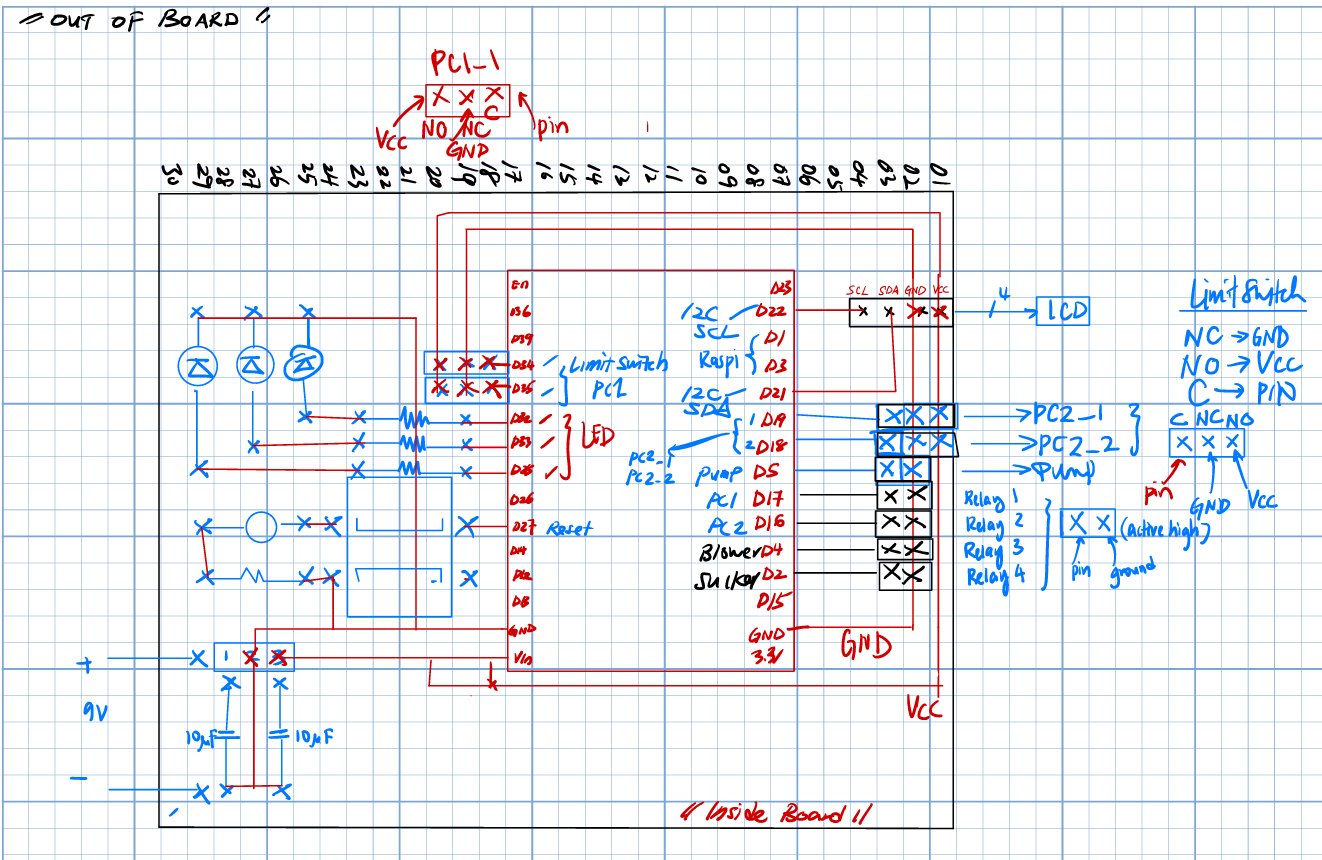 " OUT OF BOARD "
PC1-1
X X X
C
Vcc NO NC pin
GND
30 29 28 27 26 25 24 23 22 21 20 19 18 17 16 15 14 13 12 11 10 09 08 07 06 05 04 03 02 01
EN
D36
D39
D34 Limit Switch
D35 PC1
D32
D33 LED
D25
D26
D27 Reset
D14
D12
D13
GND
Vin
D23
I2C SCL D22
D1
Raspi D3
I2C SDA D21
1 D19
2 D18
PC2_1
PC2_2
Pump D5
PC1 D17
PC2 D16
Blower D4
Sucker D2
D15
GND GND
3.3V
VCC
SCL SDA GND VCC
4 LCD
PC2_1
PC2_2
Pump
Relay 1
Relay 2 (active high)
Relay 3
Relay 4
pin ground
Limit Switch
NC → GND
NO → VCC
C → PIN
C NC NO
pin GND Vcc
+
9V
-
1 2 3
10µF 10µF
" Inside Board "